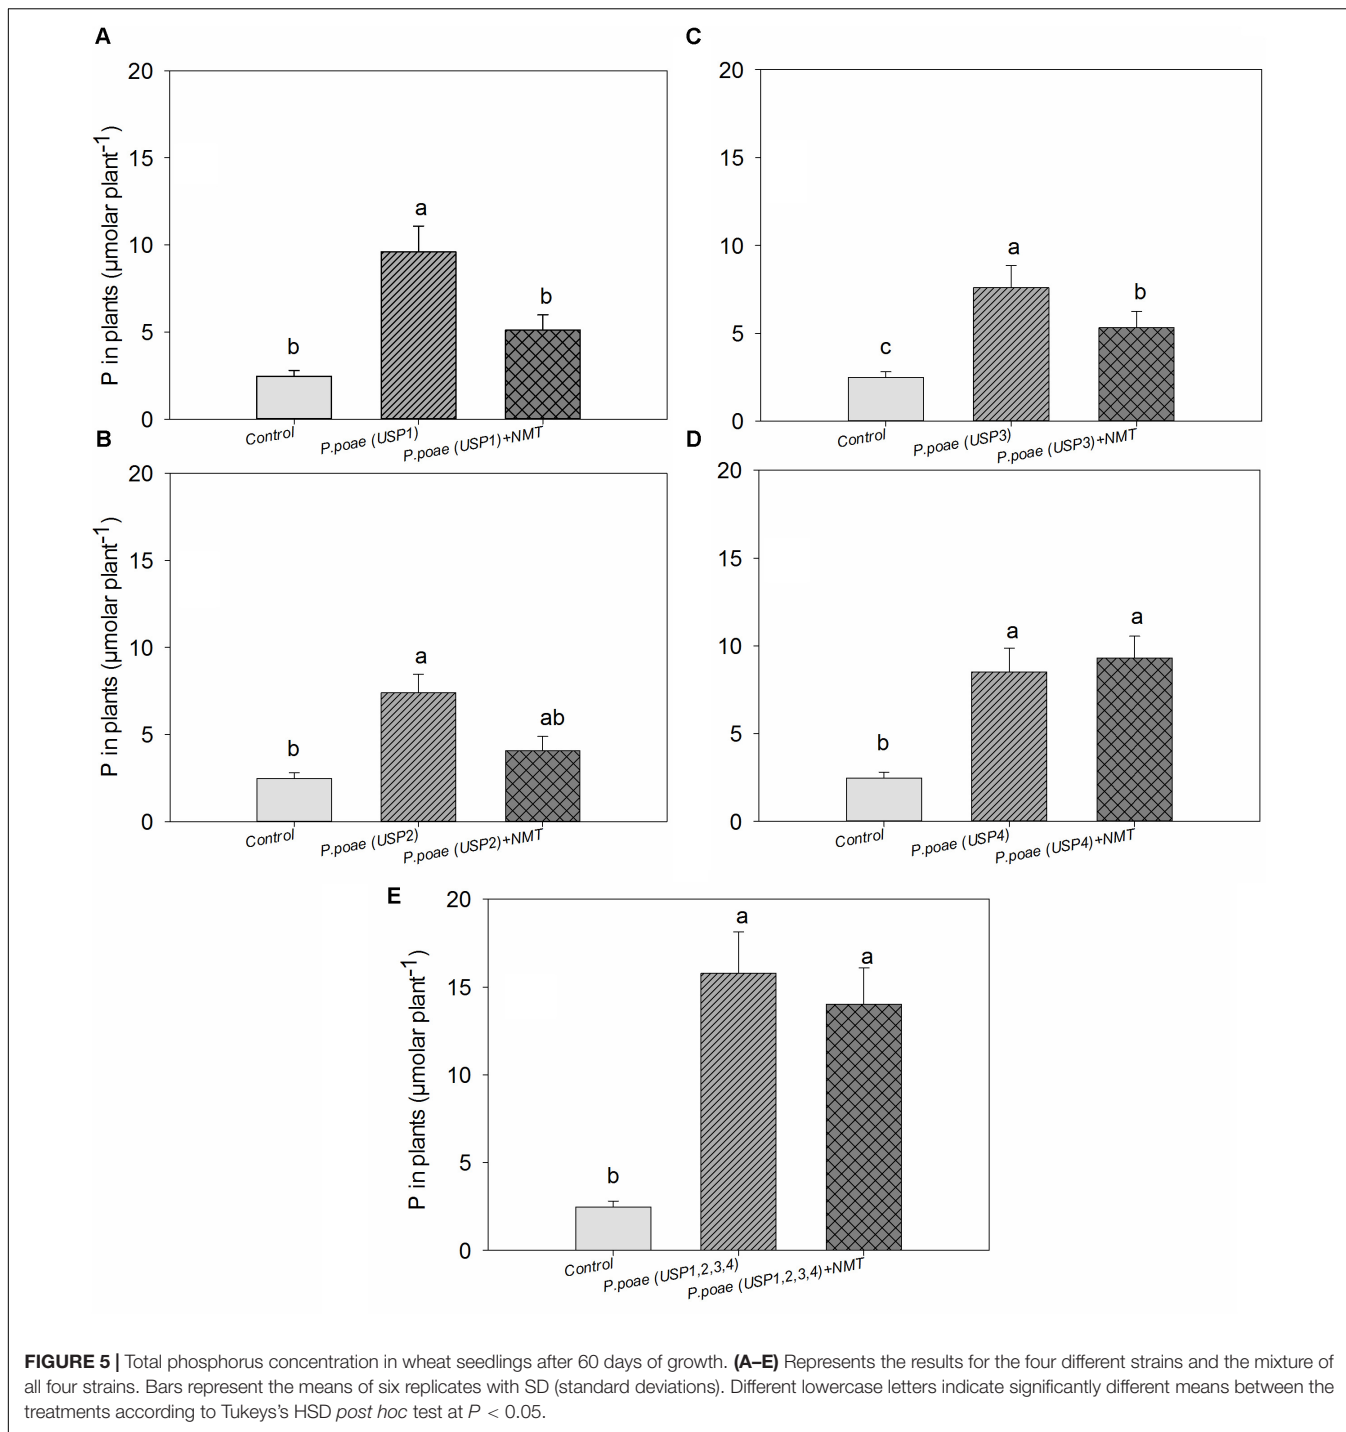 A
20
15
10
5
0
P in plants (µmolar plant-1)
b
a
b
Control
P.poae (USP1)
P.poae (USP1)+NMT
C
20
15
10
5
0
c
a
b
Control
P.poae (USP3)
P.poae (USP3)+NMT
B
20
15
10
5
0
P in plants (µmolar plant-1)
b
a
ab
Control
P.poae (USP2)
P.poae (USP2)+NMT
D
20
15
10
5
0
b
a
a
Control
P.poae (USP4)
P.poae (USP4)+NMT
E
20
15
10
5
0
P in plants (µmolar plant-1)
b
a
a
Control
P.poae (USP1,2,3,4)
P.poae (USP1,2,3,4)+NMT
FIGURE 5 | Total phosphorus concentration in wheat seedlings after 60 days of growth. (A–E) Represents the results for the four different strains and the mixture of
all four strains. Bars represent the means of six replicates with SD (standard deviations). Different lowercase letters indicate significantly different means between the
treatments according to Tukeys's HSD post hoc test at P < 0.05.